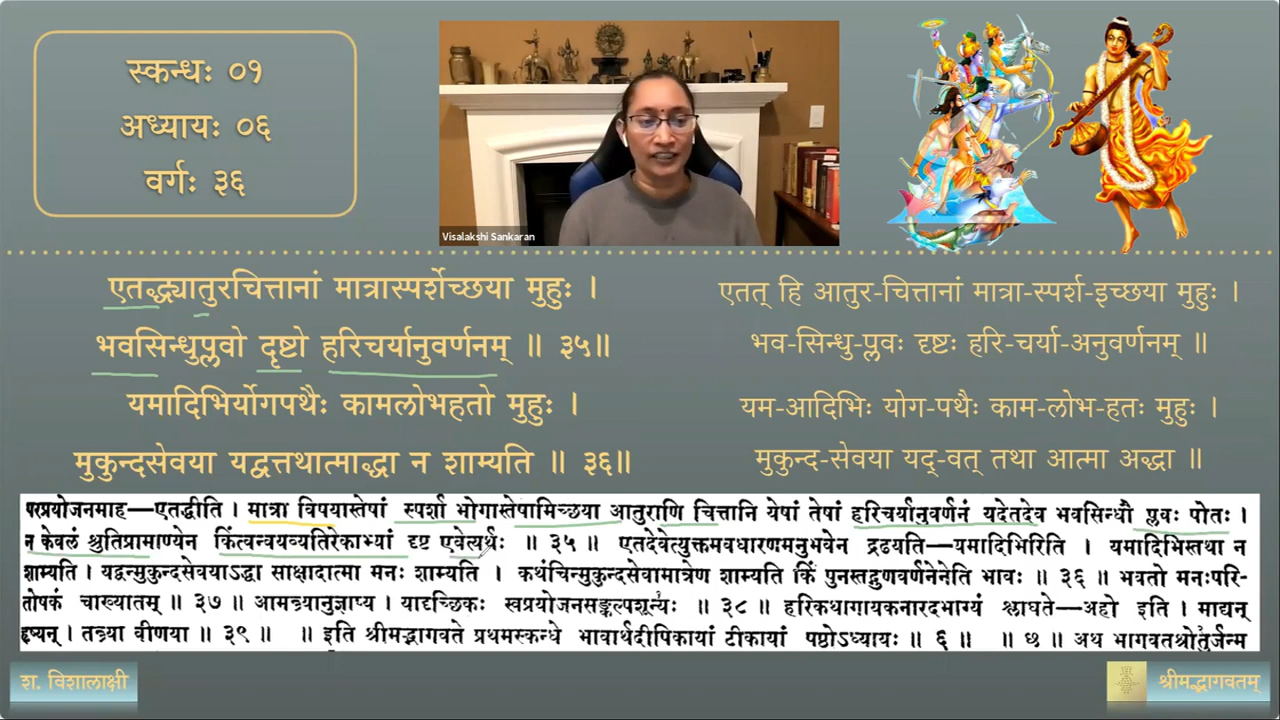 स्कन्धः ०१
अध्यायः ०६
वर्गः ३६
Visalakshi Sankaran
एतद्ध्यातुरचित्तानां मात्रास्पर्शेच्छया मुहुः ।
भवसिन्धुप्लवो दृष्टो हरिचर्यानुवर्णनम् ॥ ३५॥
यमादिभिर्योगपथैः कामलोभहतो मुहुः ।
मुकुन्दसेवया यद्वत्तथात्माद्धा न शाम्यति ॥ ३६॥
एतत् हि आतुर-चित्तानां मात्रा-स्पर्श-इच्छया मुहुः ।
भव-सिन्धु-प्लवः दृष्टः हरि-चर्या-अनुवर्णनम् ॥
यम-आदिभिः योग-पथैः काम-लोभ-हतः मुहुः ।
मुकुन्द-सेवया यद्-वत् तथा आत्मा अद्धा ॥
परप्रयोजनमाह—एतद्धीति । मात्रा विषयास्तेषां स्पर्शा भोगास्तेषामिच्छया आतुराणि चित्तानि येषां तेषां हरिचर्यानुवर्णनं यदेतदेव भवसिन्धौ प्लवः पोतः ।
न केवलं श्रुतिप्रामाण्येन किंत्वन्वयव्यतिरेकाभ्यां दृष्ट एवेत्यर्थः ॥ ३५ ॥ एतदेवेत्युक्तमवधारणमनुभवेन द्रढयति—यमादिभिरिति । यमादिभिस्तथा न
शाम्यति । यद्वन्मुकुन्दसेवयाऽद्धा साक्षादात्मा मनः शाम्यति । कथंचिन्मुकुन्दसेवामात्रेण शाम्यति किं पुनस्तद्गुणवर्णनेनेति भावः ॥ ३६ ॥ भवतो मनःपरि-
तोषकं चाख्यातम् ॥ ३७ ॥ आमन्त्र्यानुज्ञाप्य । यादृच्छिकः स्वप्रयोजनसङ्कल्पशून्यः ॥ ३८ ॥ हरिकथागायकनारदभाग्यं श्लाघते—अहो इति । माद्यन्
हृष्यन् । तन्त्र्या वीणया ॥ ३९ ॥ ॥ इति श्रीमद्भागवते प्रथमस्कन्धे भावार्थदीपिकायां टीकायां षष्ठोऽध्यायः ॥ ६ ॥ ॥ छ ॥ अथ भागवतश्रोतुर्जन्म
श. विशालाक्षी
श्रीमद्भागवतम्